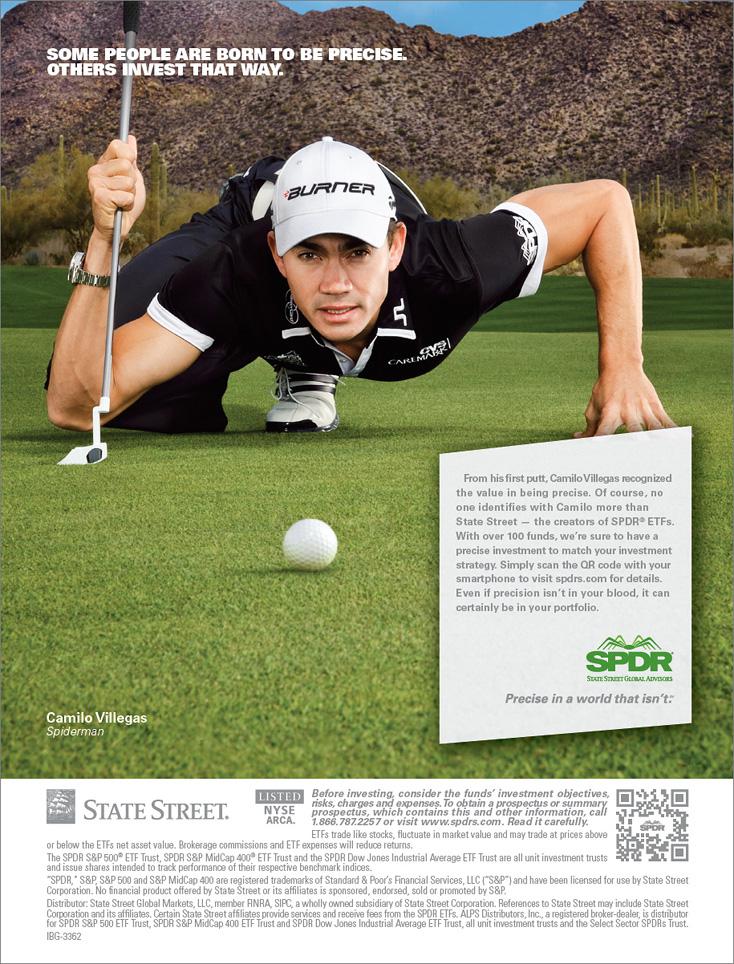 SOME PEOPLE ARE BORN TO BE PRECISE.
OTHERS INVEST THAT WAY.
BURNER
CVS
CAREMARK
From his first putt, Camilo Villegas recognized
the value in being precise. Of course, no
one identifies with Camilo more than
State Street — the creators of SPDR® ETFs.
With over 100 funds, we're sure to have a
precise investment to match your investment
strategy. Simply scan the QR code with your
smartphone to visit spdrs.com for details.
Even if precision isn't in your blood, it can
certainly be in your portfolio.
SPDR®
STATE STREET GLOBAL ADVISORS
Precise in a world that isn't.℠
Camilo Villegas
Spiderman
STATE STREET.
LISTED
NYSE
ARCA.
Before investing, consider the funds' investment objectives,
risks, charges and expenses. To obtain a prospectus or summary
prospectus, which contains this and other information, call
1.866.787.2257 or visit www.spdrs.com. Read it carefully.
SPDR
ETFs trade like stocks, fluctuate in market value and may trade at prices above
or below the ETFs net asset value. Brokerage commissions and ETF expenses will reduce returns.
The SPDR S&P 500® ETF Trust, SPDR S&P MidCap 400® ETF Trust and the SPDR Dow Jones Industrial Average ETF Trust are all unit investment trusts
and issue shares intended to track performance of their respective benchmark indices.
"SPDR," S&P, S&P 500 and S&P MidCap 400 are registered trademarks of Standard & Poor's Financial Services, LLC ("S&P") and have been licensed for use by State Street
Corporation. No financial product offered by State Street or its affiliates is sponsored, endorsed, sold or promoted by S&P.
Distributor: State Street Global Markets, LLC, member FINRA, SIPC, a wholly owned subsidiary of State Street Corporation. References to State Street may include State Street
Corporation and its affiliates. Certain State Street affiliates provide services and receive fees from the SPDR ETFs. ALPS Distributors, Inc., a registered broker-dealer, is distributor
for SPDR S&P 500 ETF Trust, SPDR S&P MidCap 400 ETF Trust and SPDR Dow Jones Industrial Average ETF Trust, all unit investment trusts and the Select Sector SPDRs Trust.
IBG-3362